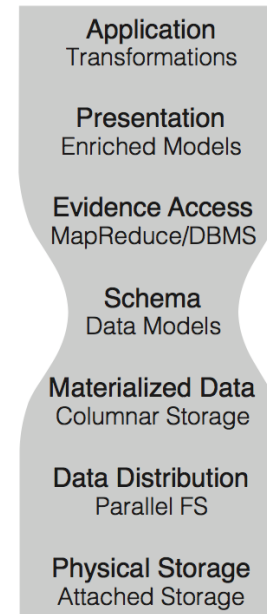 Application
Transformations
Presentation
Enriched Models
Evidence Access
MapReduce/DBMS
Schema
Data Models
Materialized Data
Columnar Storage
Data Distribution
Parallel FS
Physical Storage
Attached Storage